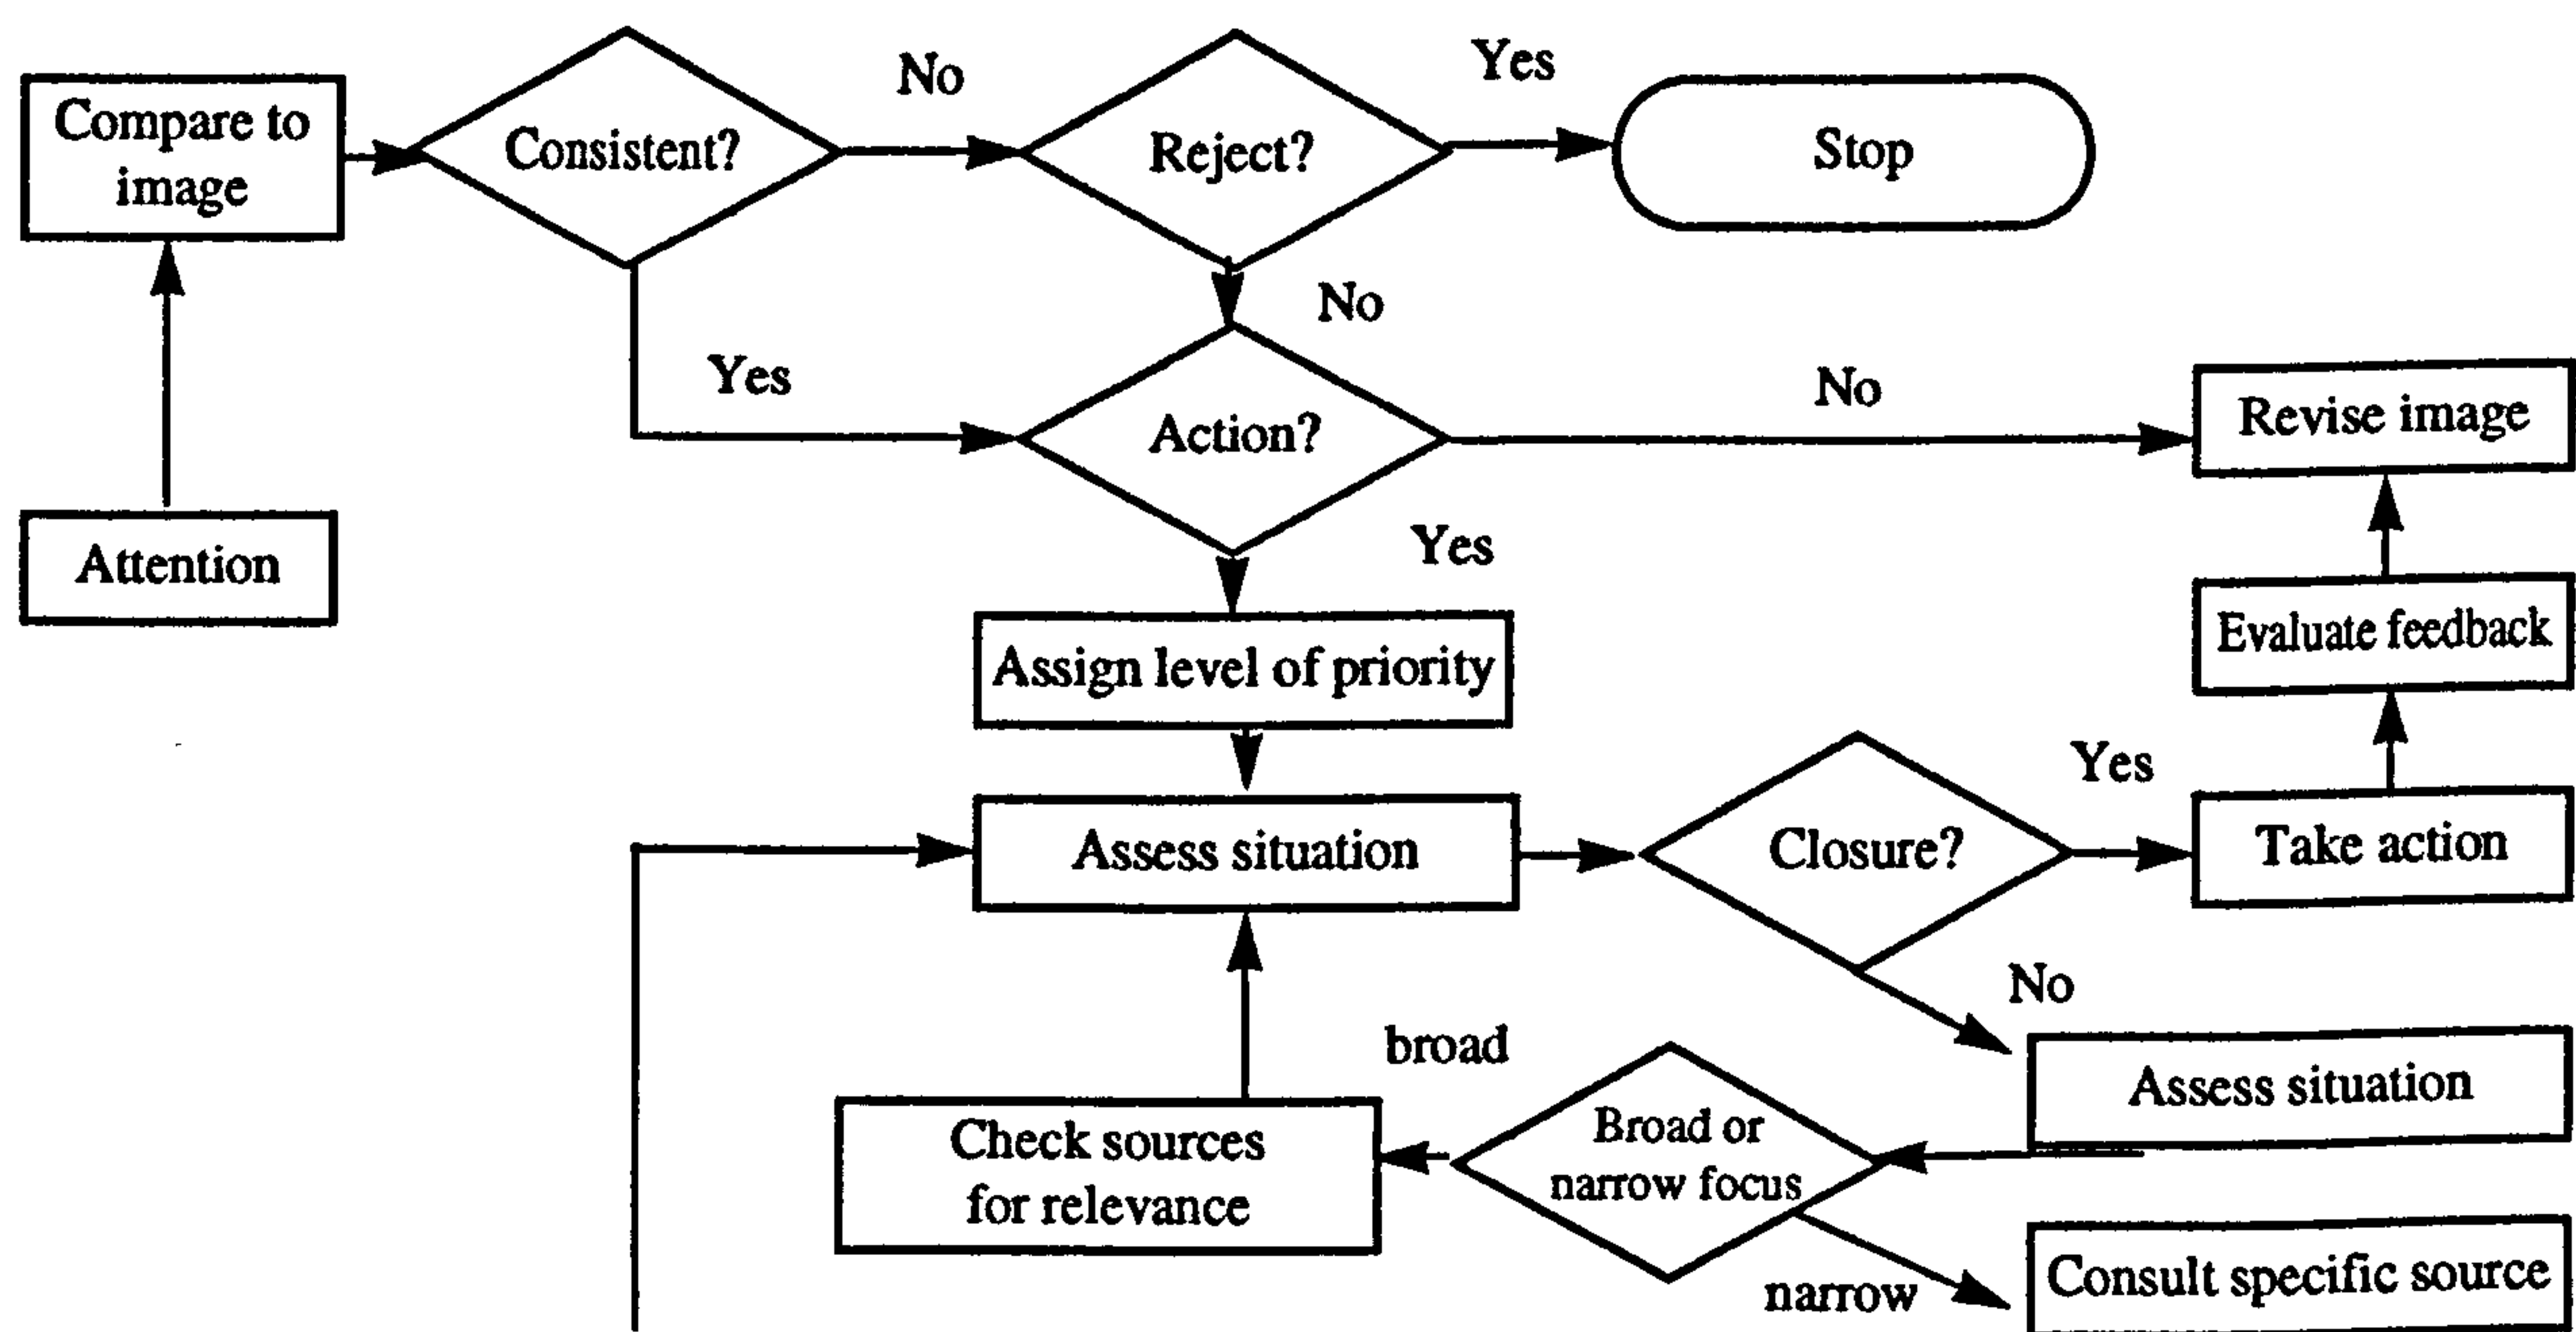 No
Yes
Compare to
image
Consistent?
Reject?
Stop
No
Yes
Action?
No
Revise image
Attention
Yes
Assign level of priority
Evaluate feedback
Assess situation
Closure?
Yes
Take action
No
broad
Assess situation
Check sources
for relevance
Broad or
narrow focus
narrow
Consult specific source